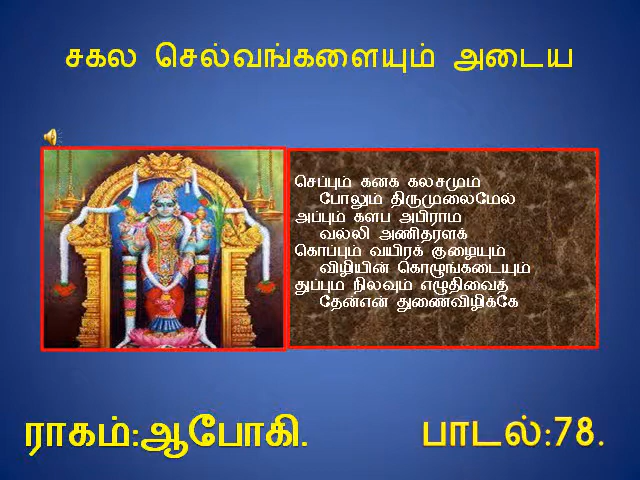 சகல செல்வங்களையும் அடைய
செப்பும் கனக கலசமும்
போலும் திருமுலைமேல்
அப்பும் களப அபிராம
வல்லி அணிதரளக்
கொப்பும் வயிரக் குழையும்
விழியின் கொழுங்கடையும்
துப்பும் நிலவும் எழுதிவைத்
தேன்என் துணைவிழிக்கே
ராகம்:ஆபோகி.
பாடல்:78.